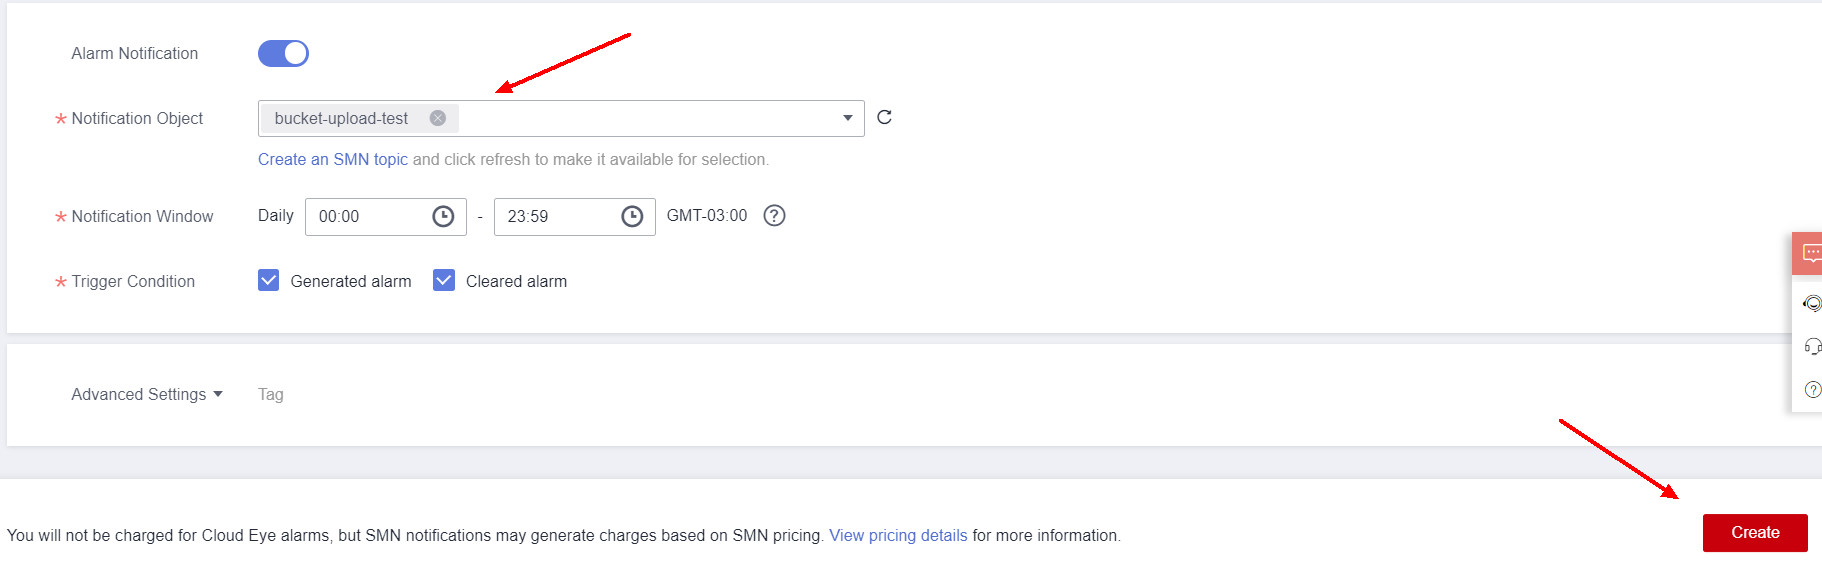 Alarm Notification
* Notification Object bucket-upload-test
Create an SMN topic and click refresh to make it available for selection.
* Notification Window Daily 00:00 - 23:59 GMT-03:00 ?
* Trigger Condition Generated alarm Cleared alarm
Advanced Settings Tag
You will not be charged for Cloud Eye alarms, but SMN notifications may generate charges based on SMN pricing. View pricing details for more information.
Create